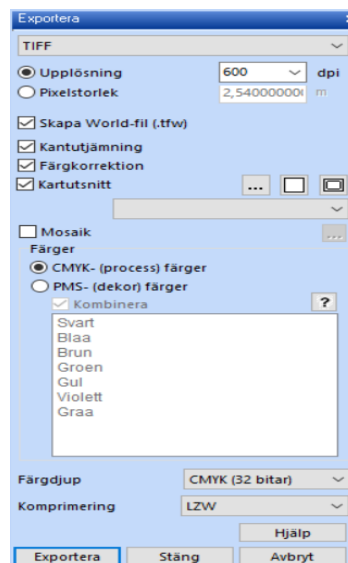 Exportera
TIFF
Upplösning 600 dpi
Pixelstorlek 2,54000000 m
Skapa World-fil (.tfw)
Kantutjämning
Färgkorrektion
Kartutsnitt ...
Mosaik ...
Färger
CMYK- (process) färger
PMS- (dekor) färger
Kombinera ?
Svart
Blaa
Brun
Groen
Gul
Violett
Graa
Färgdjup CMYK (32 bitar)
Komprimering LZW
Hjälp
Exportera Stäng Avbryt